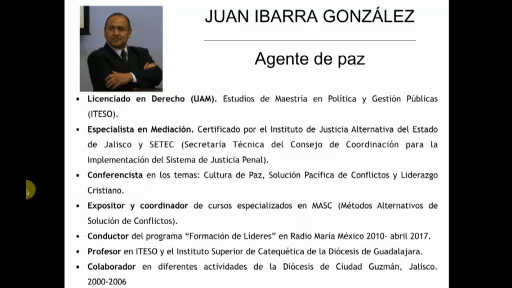 JUAN IBARRA GONZÁLEZ
Agente de paz
• Licenciado en Derecho (UAM). Estudios de Maestría en Política y Gestión Públicas
(ITESO).
• Especialista en Mediación. Certificado por el Instituto de Justicia Alternativa del Estado
de Jalisco y SETEC (Secretaría Técnica del Consejo de Coordinación para la
Implementación del Sistema de Justicia Penal).
• Conferencista en los temas: Cultura de Paz, Solución Pacífica de Conflictos y Liderazgo
Cristiano.
• Expositor y coordinador de cursos especializados en MASC (Métodos Alternativos de
Solución de Conflictos).
• Conductor del programa “Formación de Líderes” en Radio María México 2010- abril 2017.
• Profesor en ITESO y el Instituto Superior de Catequética de la Diócesis de Guadalajara.
• Colaborador en diferentes actividades de la Diócesis de Ciudad Guzmán, Jalisco.
2000-2006